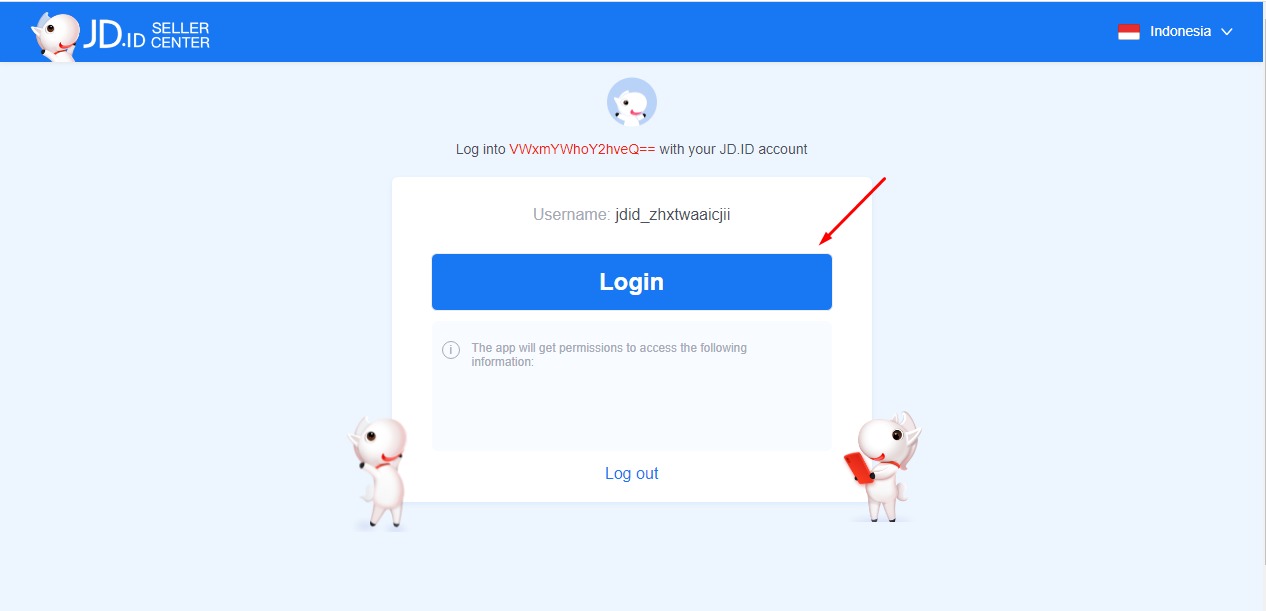 JD.ID SELLER CENTER
Indonesia
Log into VWxmYWhoY2hveQ== with your JD.ID account
Username: jdid_zhxtwaaicjii
Login
The app will get permissions to access the following
information:
Log out